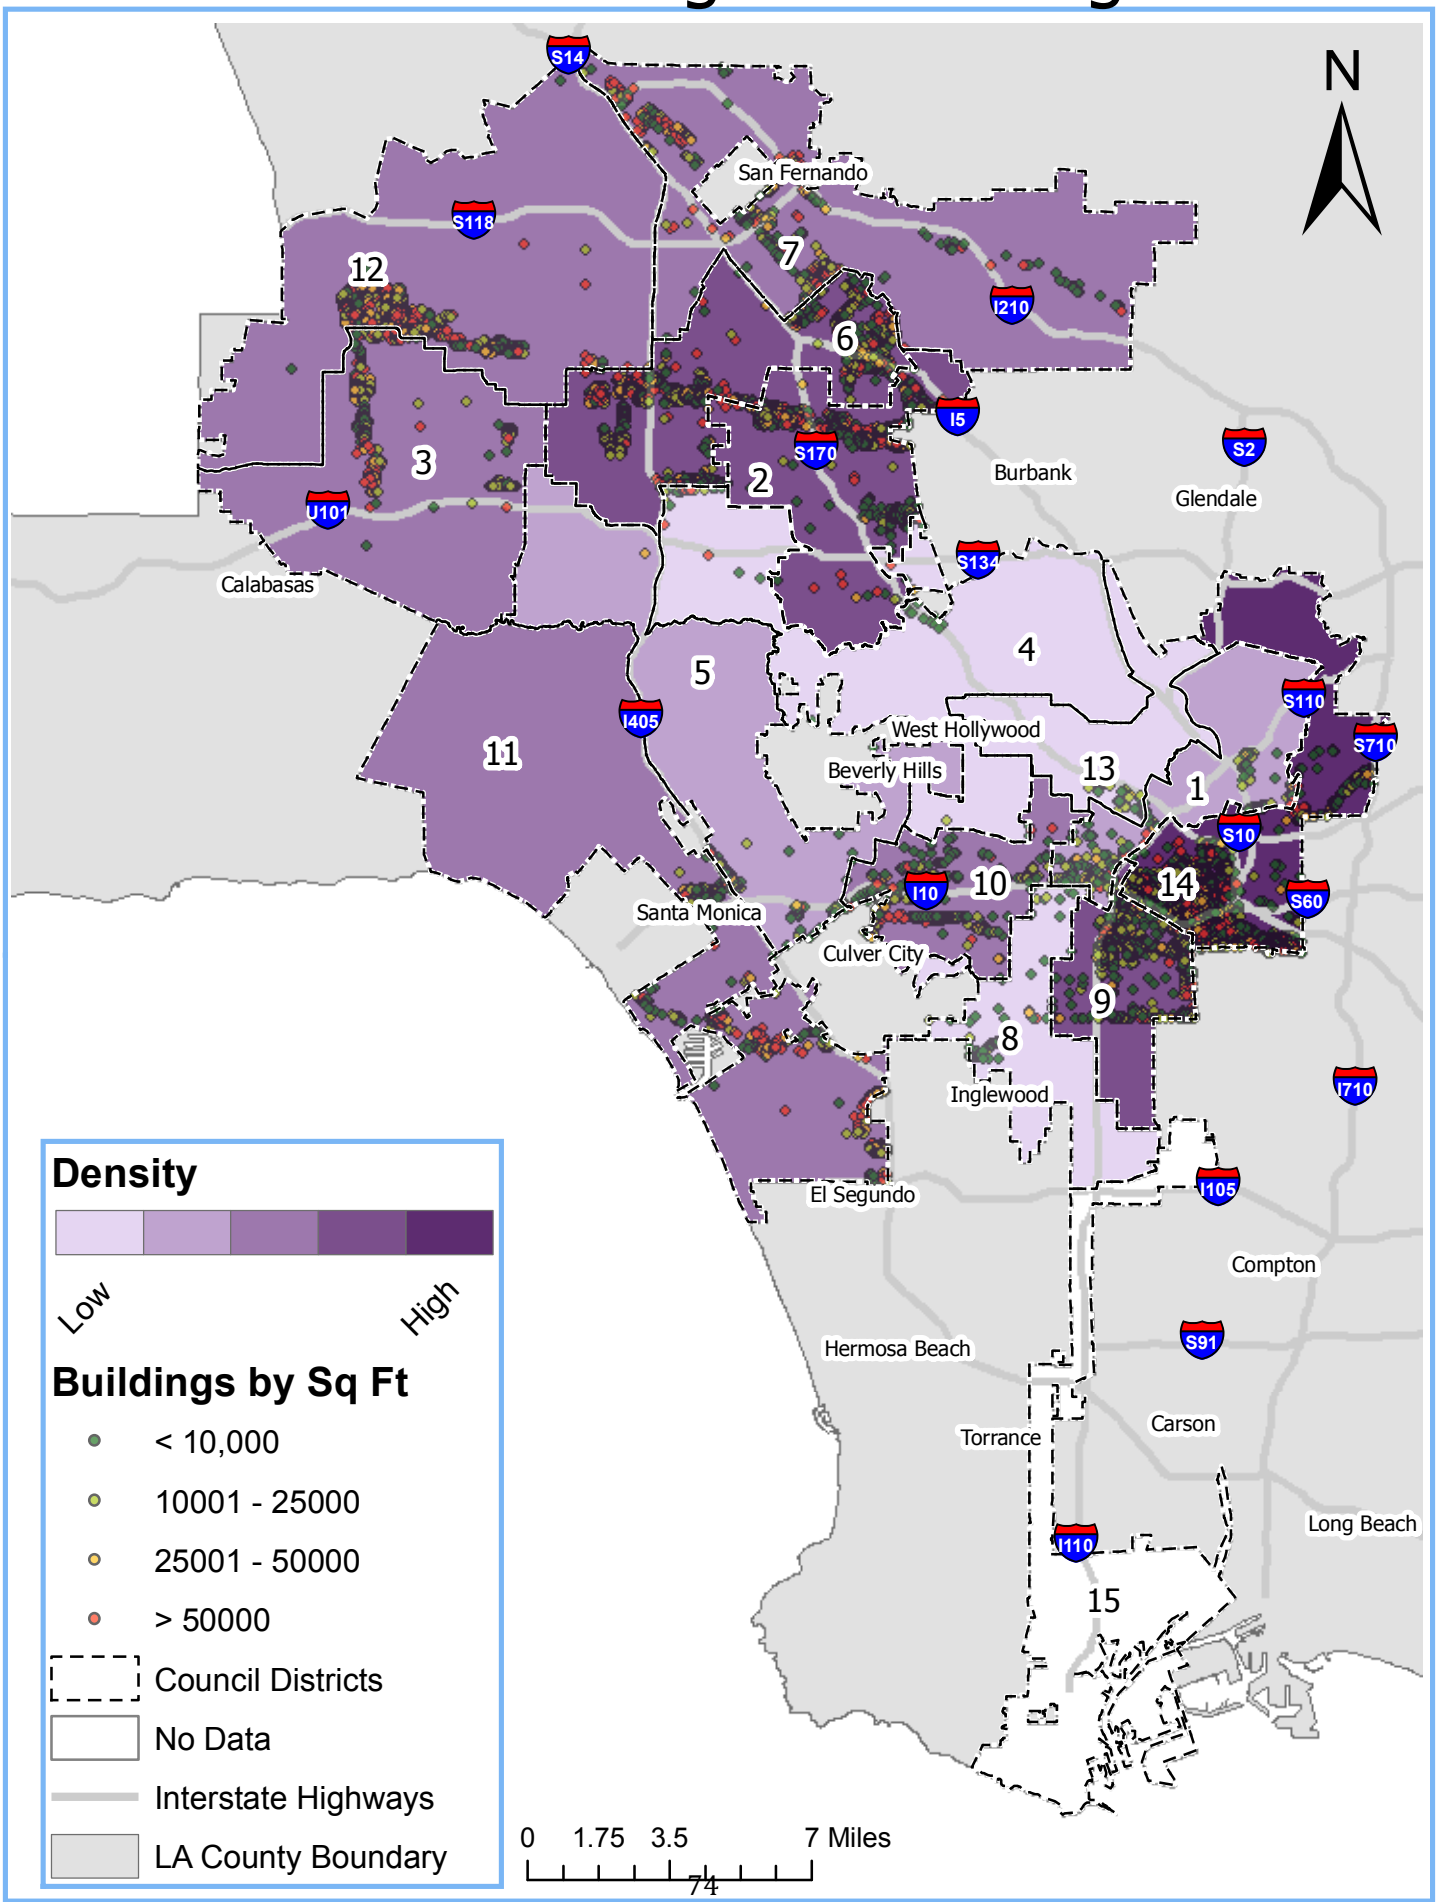 N
S14
San Fernando
S118
7
12
I210
6
I5
S2
S170
Burbank
3
2
Glendale
U101
S134
Calabasas
4
5
S110
I405
West Hollywood
S710
11
Beverly Hills
13
1
S10
14
10
I10
S60
Santa Monica
Culver City
9
8
I710
Inglewood
I105
El Segundo
Compton
S91
Hermosa Beach
Carson
Torrance
Long Beach
I110
15
Density
Low
High
Buildings by Sq Ft
< 10,000
10001 - 25000
25001 - 50000
> 50000
Council Districts
No Data
Interstate Highways
LA County Boundary
0 1.75 3.5 7 Miles
74